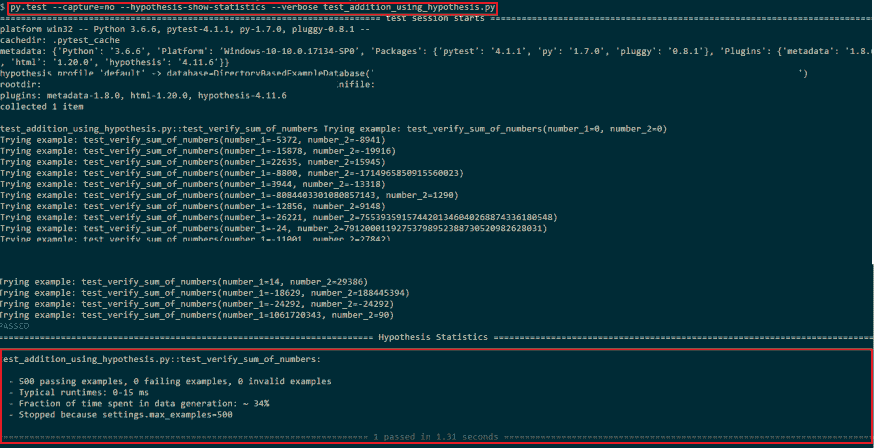 $ py.test --capture=no --hypothesis-show-statistics --verbose test_addition_using_hypothesis.py
============================= test session starts =============================
platform win32 -- Python 3.6.6, pytest-4.1.1, py-1.7.0, pluggy-0.8.1 --
cachedir: .pytest_cache
metadata: {'Python': '3.6.6', 'Platform': 'Windows-10-10.0.17134-SP0', 'Packages': {'pytest': '4.1.1', 'py': '1.7.0', 'pluggy': '0.8.1'}, 'Plugins': {'metadata': '1.8.0
, 'html': '1.20.0', 'hypothesis': '4.11.6'}}
hypothesis profile 'default' -> database=DirectoryBasedExampleDatabase(' ')
rootdir: .nifile:
plugins: metadata-1.8.0, html-1.20.0, hypothesis-4.11.6
collected 1 item
test_addition_using_hypothesis.py::test_verify_sum_of_numbers Trying example: test_verify_sum_of_numbers(number_1=0, number_2=0)
Trying example: test_verify_sum_of_numbers(number_1=-5372, number_2=-8941)
Trying example: test_verify_sum_of_numbers(number_1=-15878, number_2=-19916)
Trying example: test_verify_sum_of_numbers(number_1=22635, number_2=15945)
Trying example: test_verify_sum_of_numbers(number_1=-8800, number_2=-1714965850915560023)
Trying example: test_verify_sum_of_numbers(number_1=3944, number_2=-13318)
Trying example: test_verify_sum_of_numbers(number_1=-8084403301080857143, number_2=1290)
Trying example: test_verify_sum_of_numbers(number_1=-12856, number_2=9148)
Trying example: test_verify_sum_of_numbers(number_1=-26221, number_2=75539359157442013460402688743361 80548)
Trying example: test_verify_sum_of_numbers(number_1=-24, number_2=79120001192753798952388730520982628031)
Trying example: test_verify_sum_of_numbers(number_1=-11001, number_2=27842)
Trying example: test_verify_sum_of_numbers(number_1=14, number_2=29386)
Trying example: test_verify_sum_of_numbers(number_1=-18629, number_2=188445394)
Trying example: test_verify_sum_of_numbers(number_1=-24292, number_2=-24292)
Trying example: test_verify_sum_of_numbers(number_1=1061720343, number_2=90)
PASSED
============================= Hypothesis Statistics =============================
est_addition_using_hypothesis.py::test_verify_sum_of_numbers:
- 500 passing examples, 0 failing examples, 0 invalid examples
- Typical runtimes: 0-15 ms
- Fraction of time spent in data generation: ~ 34%
- Stopped because settings.max_examples=500
============================= 1 passed in 1.31 seconds =============================